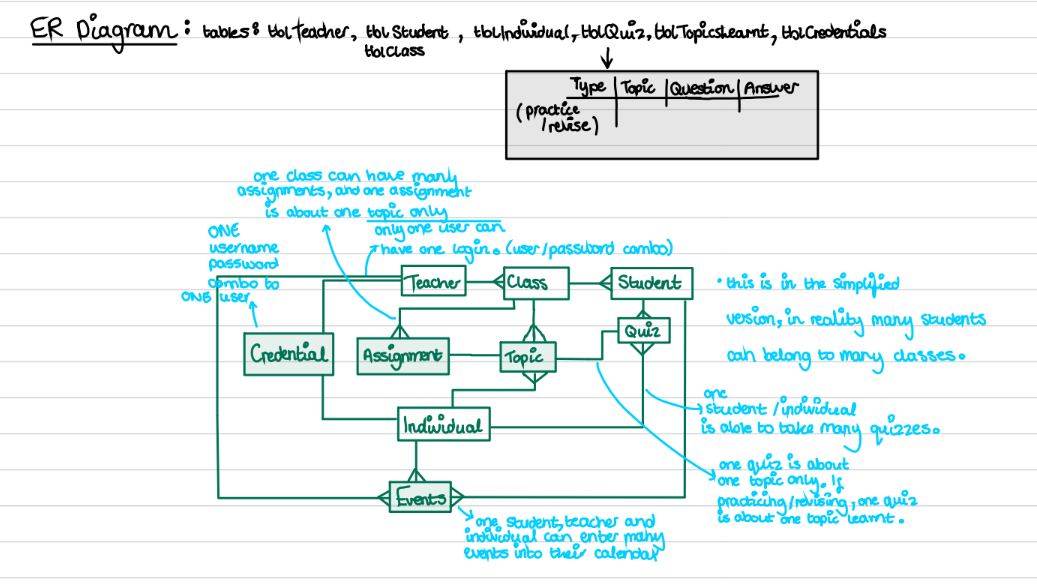 ER Diagram: tables: tblTeacher, tblStudent, tblIndividual, tblQuiz, tblTopicsLearnt, tblCredentials
tblClass
Type | Topic | Question | Answer
(practice
/revise)
one class can have many
assignments, and one assignment
is about one topic only
only one user can
have one login. (user/password combo)
ONE
username
password
combo to
ONE user
Teacher
Class
Student
• this is in the simplified
version, in reality many students
can belong to many classes.
Quiz
Credential
Assignment
Topic
one
student/individual
is able to take many quizzes.
Individual
one quiz is about
one topic only. If
practicing/revising, one quiz
is about one topic learnt.
Events
one student, teacher and
individual can enter many
events into their calendar